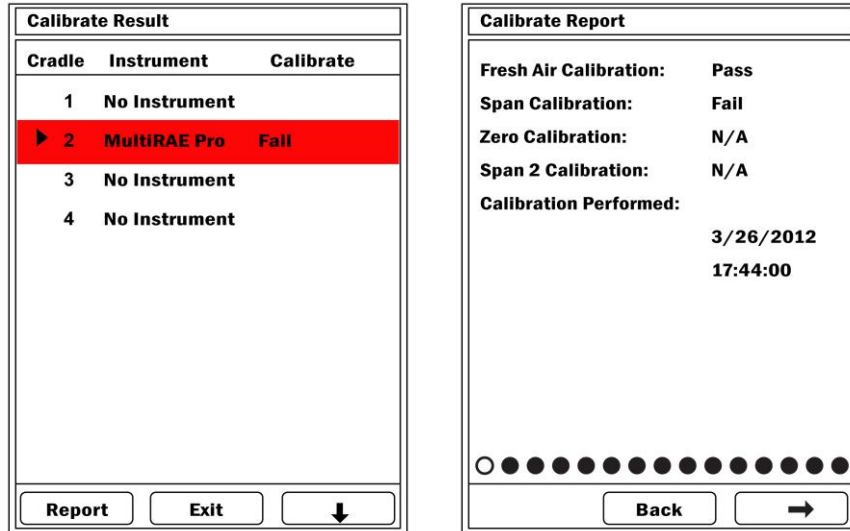 Calibrate Result
Cradle Instrument Calibrate
1 No Instrument
2 MultiRAE Pro Fail
3 No Instrument
4 No Instrument
Report Exit
Calibrate Report
Fresh Air Calibration: Pass
Span Calibration: Fail
Zero Calibration: N/A
Span 2 Calibration: N/A
Calibration Performed:
3/26/2012
17:44:00
Back